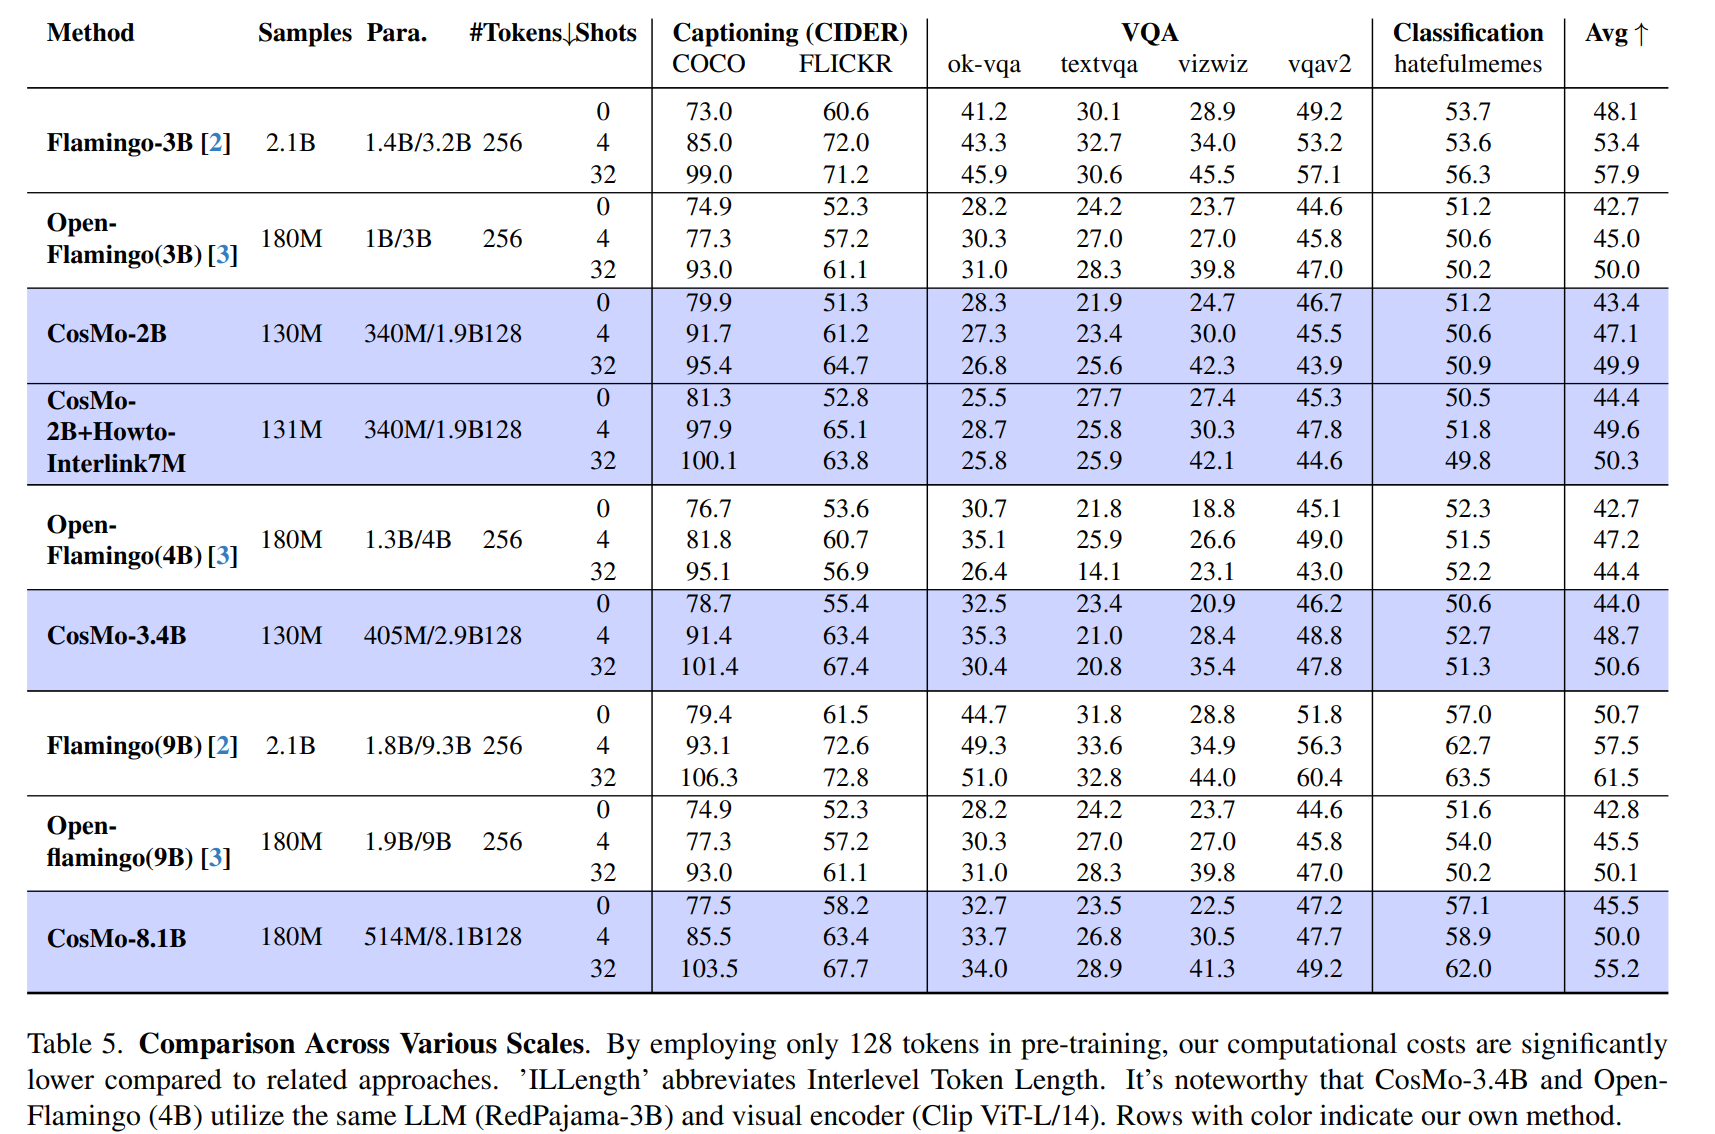 Method Samples Para. #Tokens↓Shots Captioning (CIDER) VQA Classification Avg ↑
COCO FLICKR ok-vqa textvqa vizwiz vqav2 hatefulmemes
0 73.0 60.6 41.2 30.1 28.9 49.2 53.7 48.1
Flamingo-3B [2] 2.1B 1.4B/3.2B 256 4 85.0 72.0 43.3 32.7 34.0 53.2 53.6 53.4
32 99.0 71.2 45.9 30.6 45.5 57.1 56.3 57.9
0 74.9 52.3 28.2 24.2 23.7 44.6 51.2 42.7
Open-
Flamingo(3B) [3] 180M 1B/3B 256 4 77.3 57.2 30.3 27.0 27.0 45.8 50.6 45.0
32 93.0 61.1 31.0 28.3 39.8 47.0 50.2 50.0
0 79.9 51.3 28.3 21.9 24.7 46.7 51.2 43.4
CosMo-2B 130M 340M/1.9B128 4 91.7 61.2 27.3 23.4 30.0 45.5 50.6 47.1
32 95.4 64.7 26.8 25.6 42.3 43.9 50.9 49.9
CosMo- 0 81.3 52.8 25.5 27.7 27.4 45.3 50.5 44.4
2B+Howto- 131M 340M/1.9B128 4 97.9 65.1 28.7 25.8 30.3 47.8 51.8 49.6
Interlink7M 32 100.1 63.8 25.8 25.9 42.1 44.6 49.8 50.3
0 76.7 53.6 30.7 21.8 18.8 45.1 52.3 42.7
Open-
Flamingo(4B) [3] 180M 1.3B/4B 256 4 81.8 60.7 35.1 25.9 26.6 49.0 51.5 47.2
32 95.1 56.9 26.4 14.1 23.1 43.0 52.2 44.4
0 78.7 55.4 32.5 23.4 20.9 46.2 50.6 44.0
CosMo-3.4B 130M 405M/2.9B128 4 91.4 63.4 35.3 21.0 28.4 48.8 52.7 48.7
32 101.4 67.4 30.4 20.8 35.4 47.8 51.3 50.6
0 79.4 61.5 44.7 31.8 28.8 51.8 57.0 50.7
Flamingo(9B) [2] 2.1B 1.8B/9.3B 256 4 93.1 72.6 49.3 33.6 34.9 56.3 62.7 57.5
32 106.3 72.8 51.0 32.8 44.0 60.4 63.5 61.5
0 74.9 52.3 28.2 24.2 23.7 44.6 51.6 42.8
Open-
flamingo(9B) [3] 180M 1.9B/9B 256 4 77.3 57.2 30.3 27.0 27.0 45.8 54.0 45.5
32 93.0 61.1 31.0 28.3 39.8 47.0 50.2 50.1
0 77.5 58.2 32.7 23.5 22.5 47.2 57.1 45.5
CosMo-8.1B 180M 514M/8.1B128 4 85.5 63.4 33.7 26.8 30.5 47.7 58.9 50.0
32 103.5 67.7 34.0 28.9 41.3 49.2 62.0 55.2
Table 5. Comparison Across Various Scales. By employing only 128 tokens in pre-training, our computational costs are significantly
lower compared to related approaches. ’ILLength’ abbreviates Interlevel Token Length. It’s noteworthy that CosMo-3.4B and Open-
Flamingo (4B) utilize the same LLM (RedPajama-3B) and visual encoder (Clip ViT-L/14). Rows with color indicate our own method.